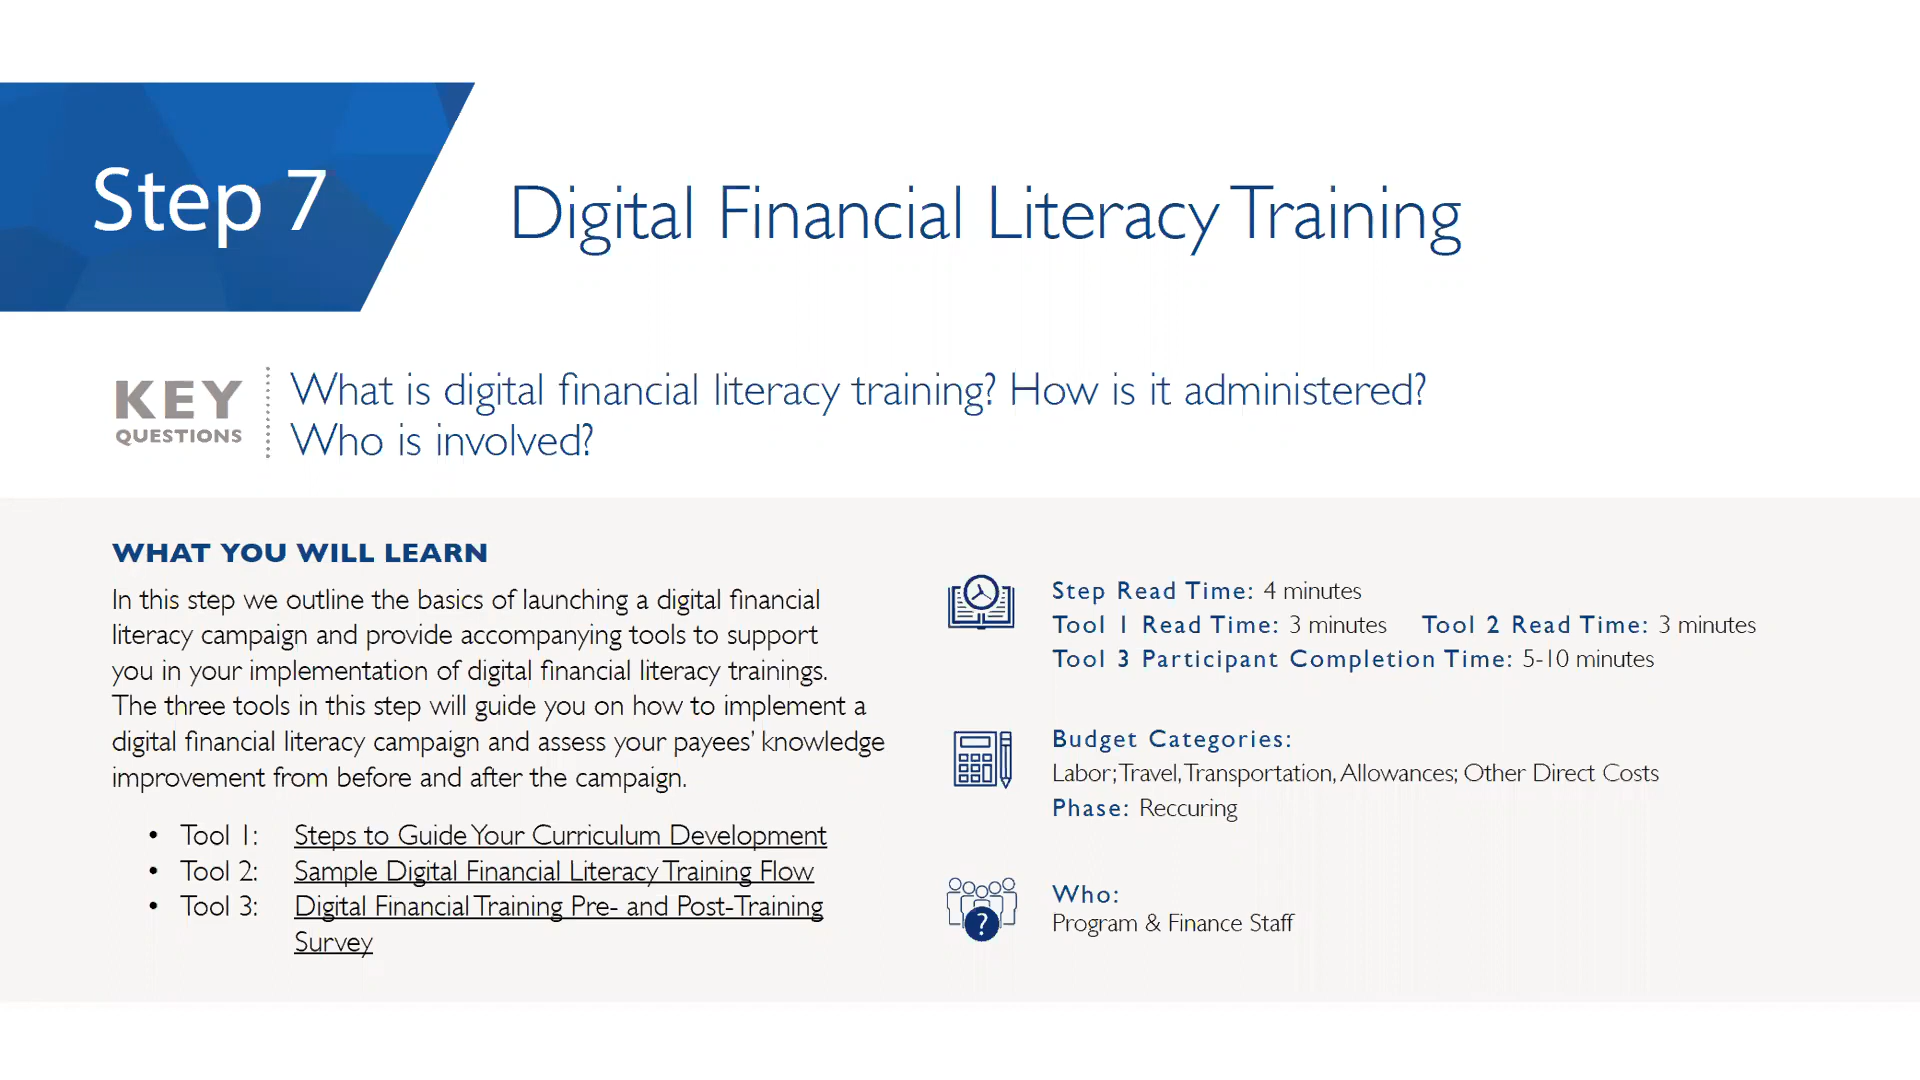 Step 7
Digital Financial Literacy Training
KEY
QUESTIONS
What is digital financial literacy training? How is it administered?
Who is involved?
WHAT YOU WILL LEARN
In this step we outline the basics of launching a digital financial
literacy campaign and provide accompanying tools to support
you in your implementation of digital financial literacy trainings.
The three tools in this step will guide you on how to implement a
digital financial literacy campaign and assess your payees’ knowledge
improvement from before and after the campaign.
• Tool 1: Steps to Guide Your Curriculum Development
• Tool 2: Sample Digital Financial Literacy Training Flow
• Tool 3: Digital Financial Training Pre- and Post-Training
Survey
Step Read Time: 4 minutes
Tool 1 Read Time: 3 minutes Tool 2 Read Time: 3 minutes
Tool 3 Participant Completion Time: 5-10 minutes
Budget Categories:
Labor; Travel, Transportation, Allowances; Other Direct Costs
Phase: Reccuring
?
Who:
Program & Finance Staff